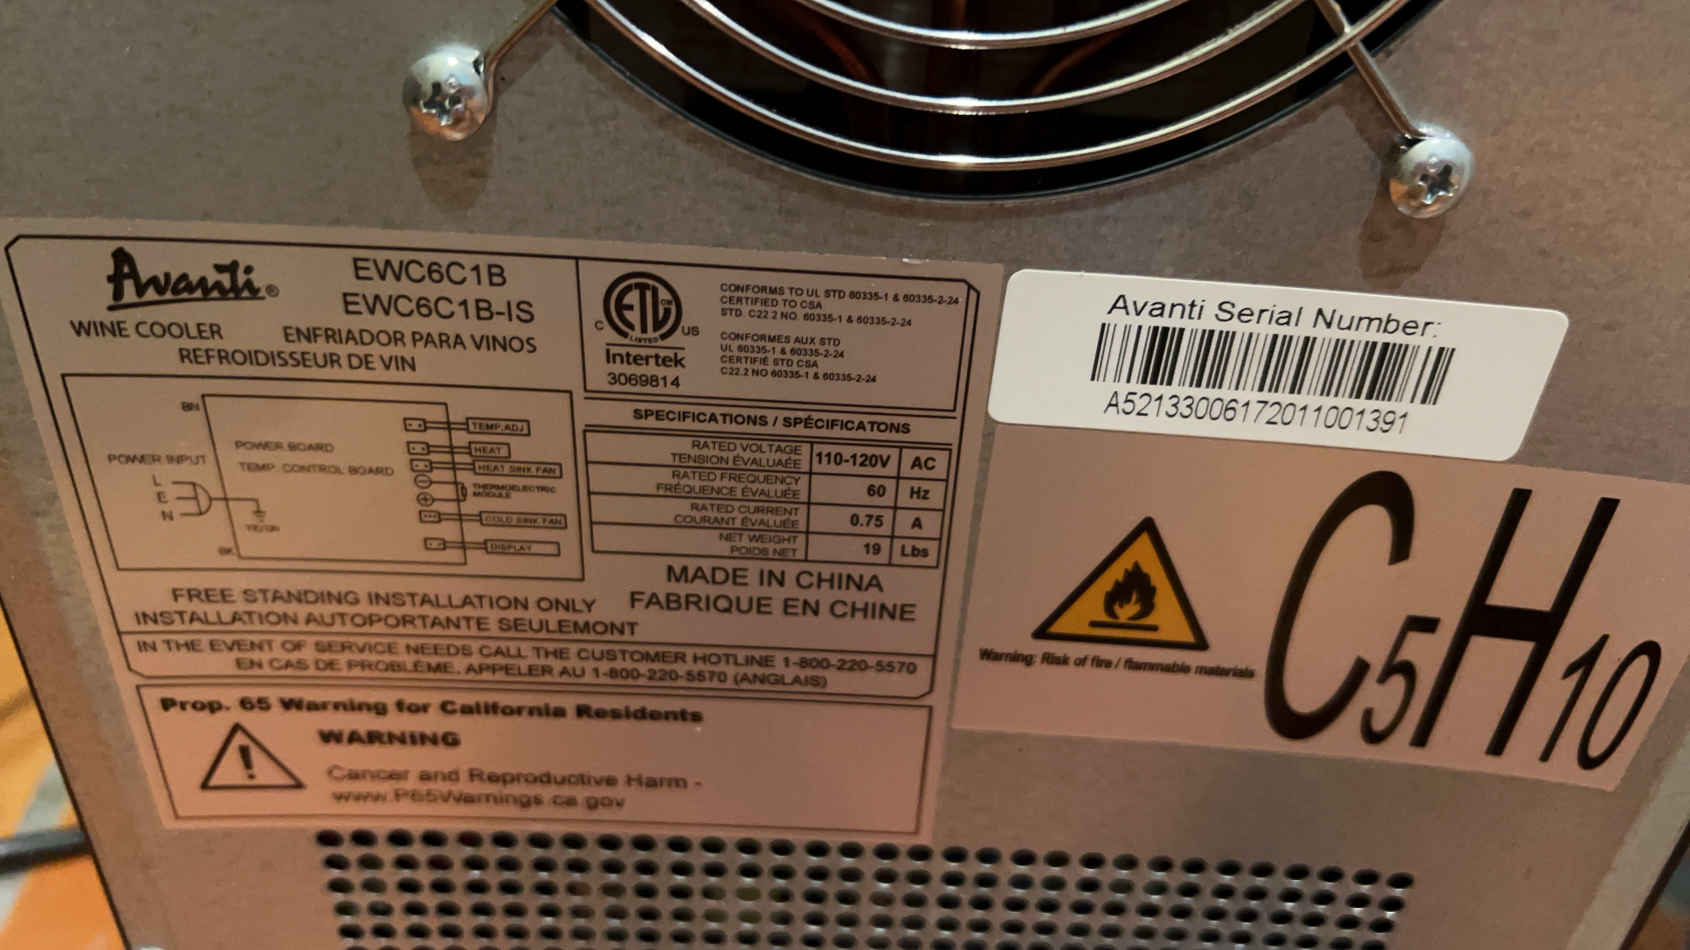 Avanti®
EWC6C1B
EWC6C1B-IS
WINE COOLER
ENFRIADOR PARA VINOS
REFROIDISSEUR DE VIN
BN
POWER INPUT
L
E
N
POWER BOARD
TEMP. CONTROL BOARD
BK
TEMP.ADJ
HEAT
HEAT SINK FAN
THERMOELECTRIC
MODULE
COLD SINK FAN
DISPLAY
FREE STANDING INSTALLATION ONLY
INSTALLATION AUTOPORTANTE SEULEMONT
C ETL CM US
LISTED
Intertek
3069814
CONFORMS TO UL STD 60335-1 & 60335-2-24
CERTIFIED TO CSA
STD. C22.2 NO. 60335-1 & 60335-2-24
CONFORMES AUX STD
UL 60335-1 & 60335-2-24
CERTIFIÉ STD CSA
C22.2 NO 60335-1 & 60335-2-24
SPECIFICATIONS / SPÉCIFICATONS
RATED VOLTAGE
TENSION ÉVALUAÉE 110-120V AC
RATED FREQUENCY
FRÉQUENCE ÉVALUÉE 60 Hz
RATED CURRENT
COURANT ÉVALUÉE 0.75 A
NET WEIGHT
POIDS NET 19 Lbs
MADE IN CHINA
FABRIQUE EN CHINE
IN THE EVENT OF SERVICE NEEDS CALL THE CUSTOMER HOTLINE 1-800-220-5570
EN CAS DE PROBLÈME, APPELER AU 1-800-220-5570 (ANGLAIS)
Prop. 65 Warning for California Residents
WARNING
Cancer and Reproductive Harm -
www.P65Warnings.ca.gov
Avanti Serial Number:
A52133006172011001391
Warning: Risk of fire / flammable materials
C5H10